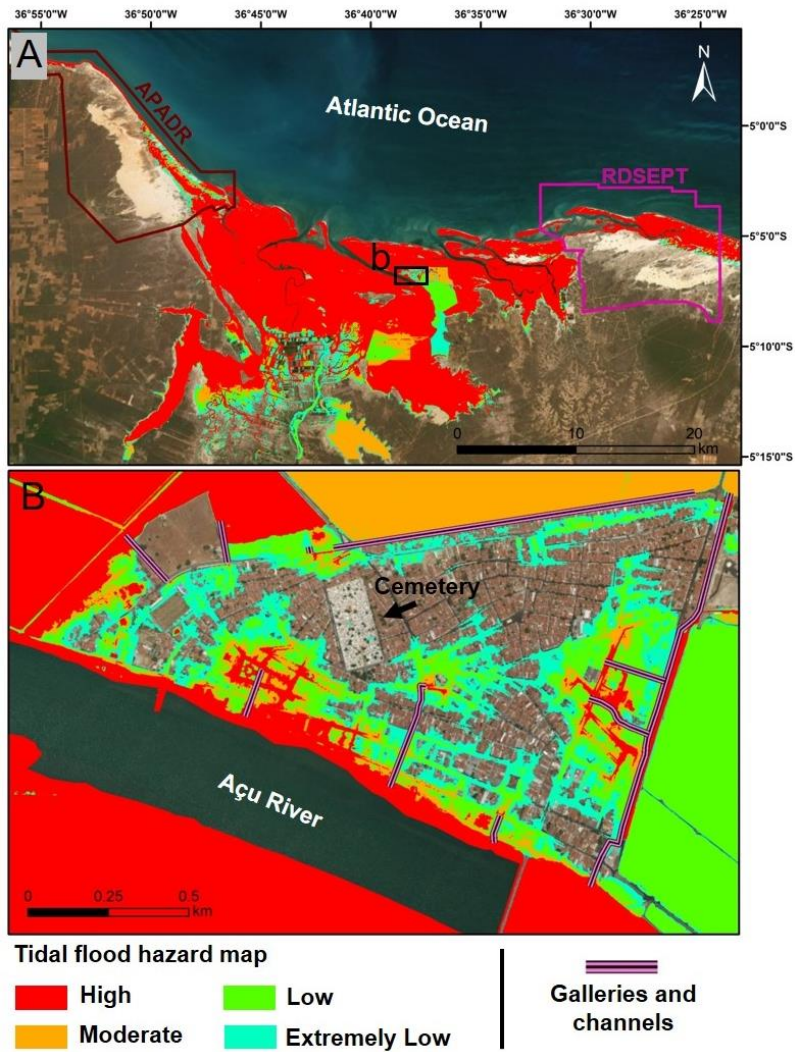 36°55'0"W 36°50'0"W 36°45'0"W 36°40'0"W 36°35'0"W 36°30'0"W 36°25'0"W
A
N
APADR
Atlantic Ocean
5°0'0"S
RDSEPT
5°5'0"S
b
5°10'0"S
0 10 20
km
5°15'0"S
B
Cemetery
Açu River
0 0.25 0.5
km
Tidal flood hazard map
High
Low
Moderate
Extremely Low
Galleries and
channels